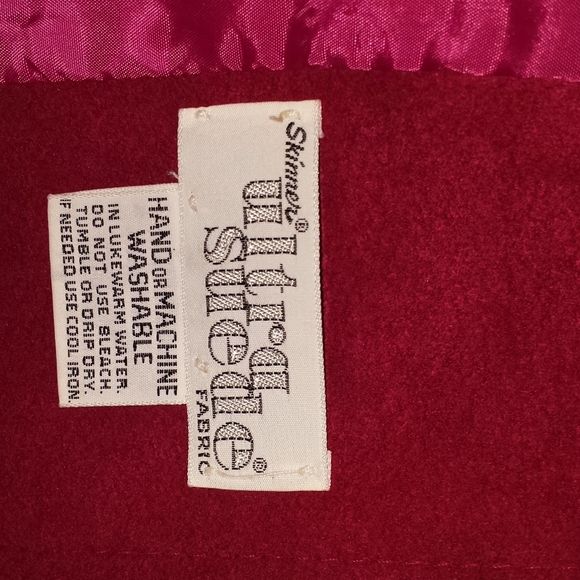 Skinner®
ultra
suede®
FABRIC
HAND OR MACHINE
WASHABLE
IN LUKEWARM WATER.
DO NOT USE BLEACH.
TUMBLE OR DRIP DRY.
IF NEEDED USE COOL IRON